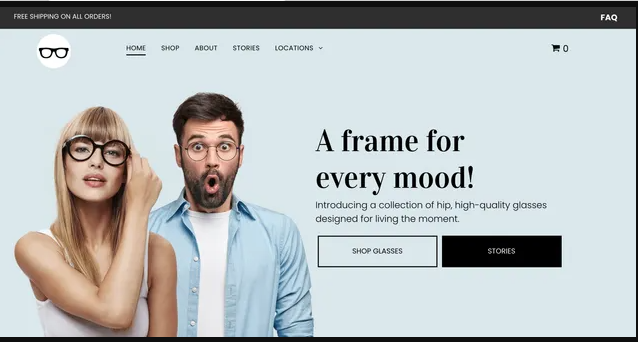 FREE SHIPPING ON ALL ORDERS!
FAQ
HOME SHOP ABOUT STORIES LOCATIONS
0
A frame for
every mood!
Introducing a collection of hip, high-quality glasses
designed for living the moment.
SHOP GLASSES
STORIES